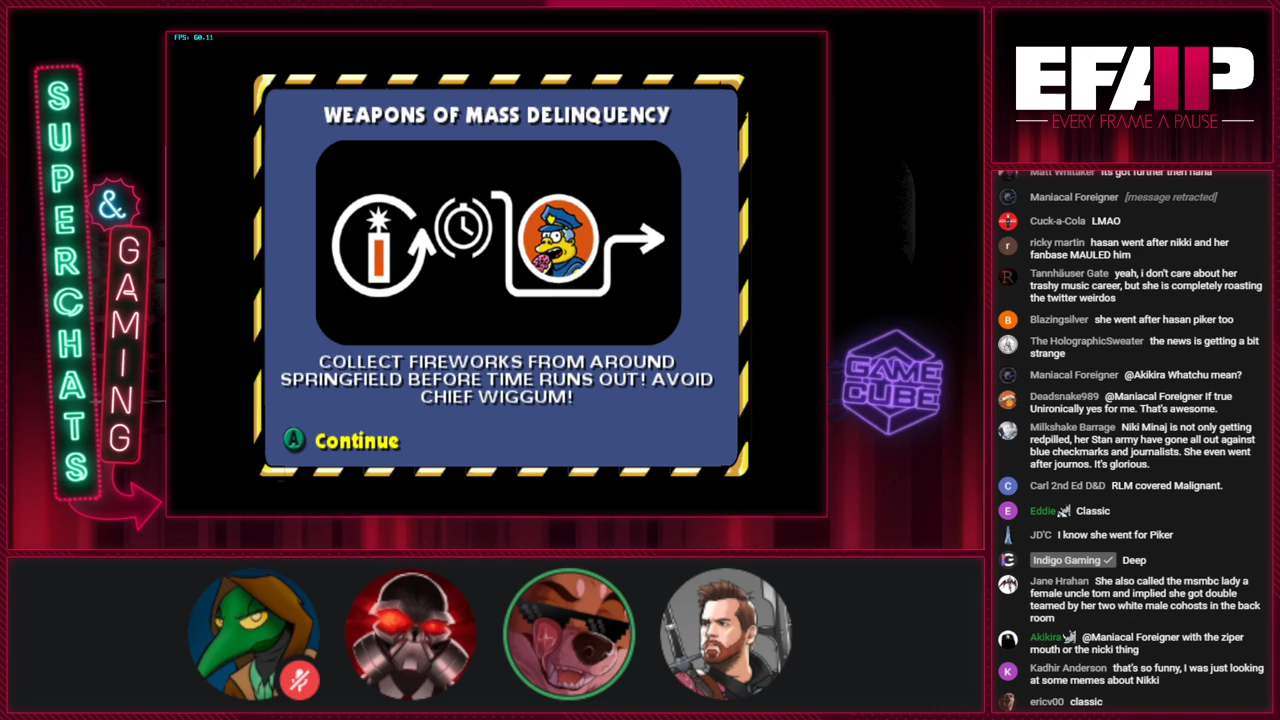 FPS: 60.11
SUPERCHATS
&
GAMING
WEAPONS OF MASS DELINQUENCY
COLLECT FIREWORKS FROM AROUND
SPRINGFIELD BEFORE TIME RUNS OUT! AVOID
CHIEF WIGGUM!
A Continue
GAME
CUBE
EFAP
EVERY FRAME A PAUSE
Matt Whitaker its got further then haha
Maniacal Foreigner [message retracted]
Cuck-a-Cola LMAO
ricky martin hasan went after nikki and her
fanbase MAULED him
Tannhäuser Gate yeah, i don't care about her
trashy music career, but she is completely roasting
the twitter weirdos
Blazingsilver she went after hasan piker too
The HolographicSweater the news is getting a bit
strange
Maniacal Foreigner @Akikira Whatchu mean?
Deadsnake989 @Maniacal Foreigner If true
Unironically yes for me. That's awesome.
Milkshake Barage Niki Minaj is not only getting
redpilled, her Stan army have gone all out against
blue checkmarks and journalists. She even went
after journos. It's glorious.
Carl 2nd Ed D&D RLM covered Malignant.
Eddie Classic
JD'C I know she went for Piker
Indigo Gaming ✓ Deep
Jane Hrahan She also called the msmbc lady a
female uncle tom and implied she got double
teamed by her two white male cohosts in the back
room
Akikira @Maniacal Foreigner with the ziper
mouth or the nicki thing
Kadhir Anderson that's so funny, I was just looking
at some memes about Nikki
ericv00 classic